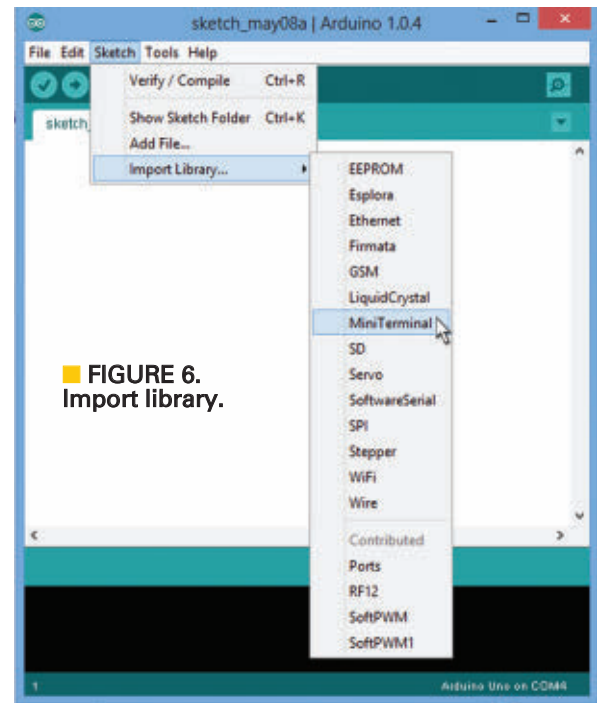 sketch_may08a | Arduino 1.0.4
File Edit Sketch Tools Help
Verify / Compile Ctrl+R
Show Sketch Folder Ctrl+K
Add File...
Import Library...
sketch_
EEPROM
Esplora
Ethernet
Firmata
GSM
LiquidCrystal
MiniTerminal
SD
Servo
SoftwareSerial
SPI
Stepper
WiFi
Wire
Contributed
Ports
RF12
SoftPWM
SoftPWM1
FIGURE 6.
Import library.
1
Arduino Uno on COM4